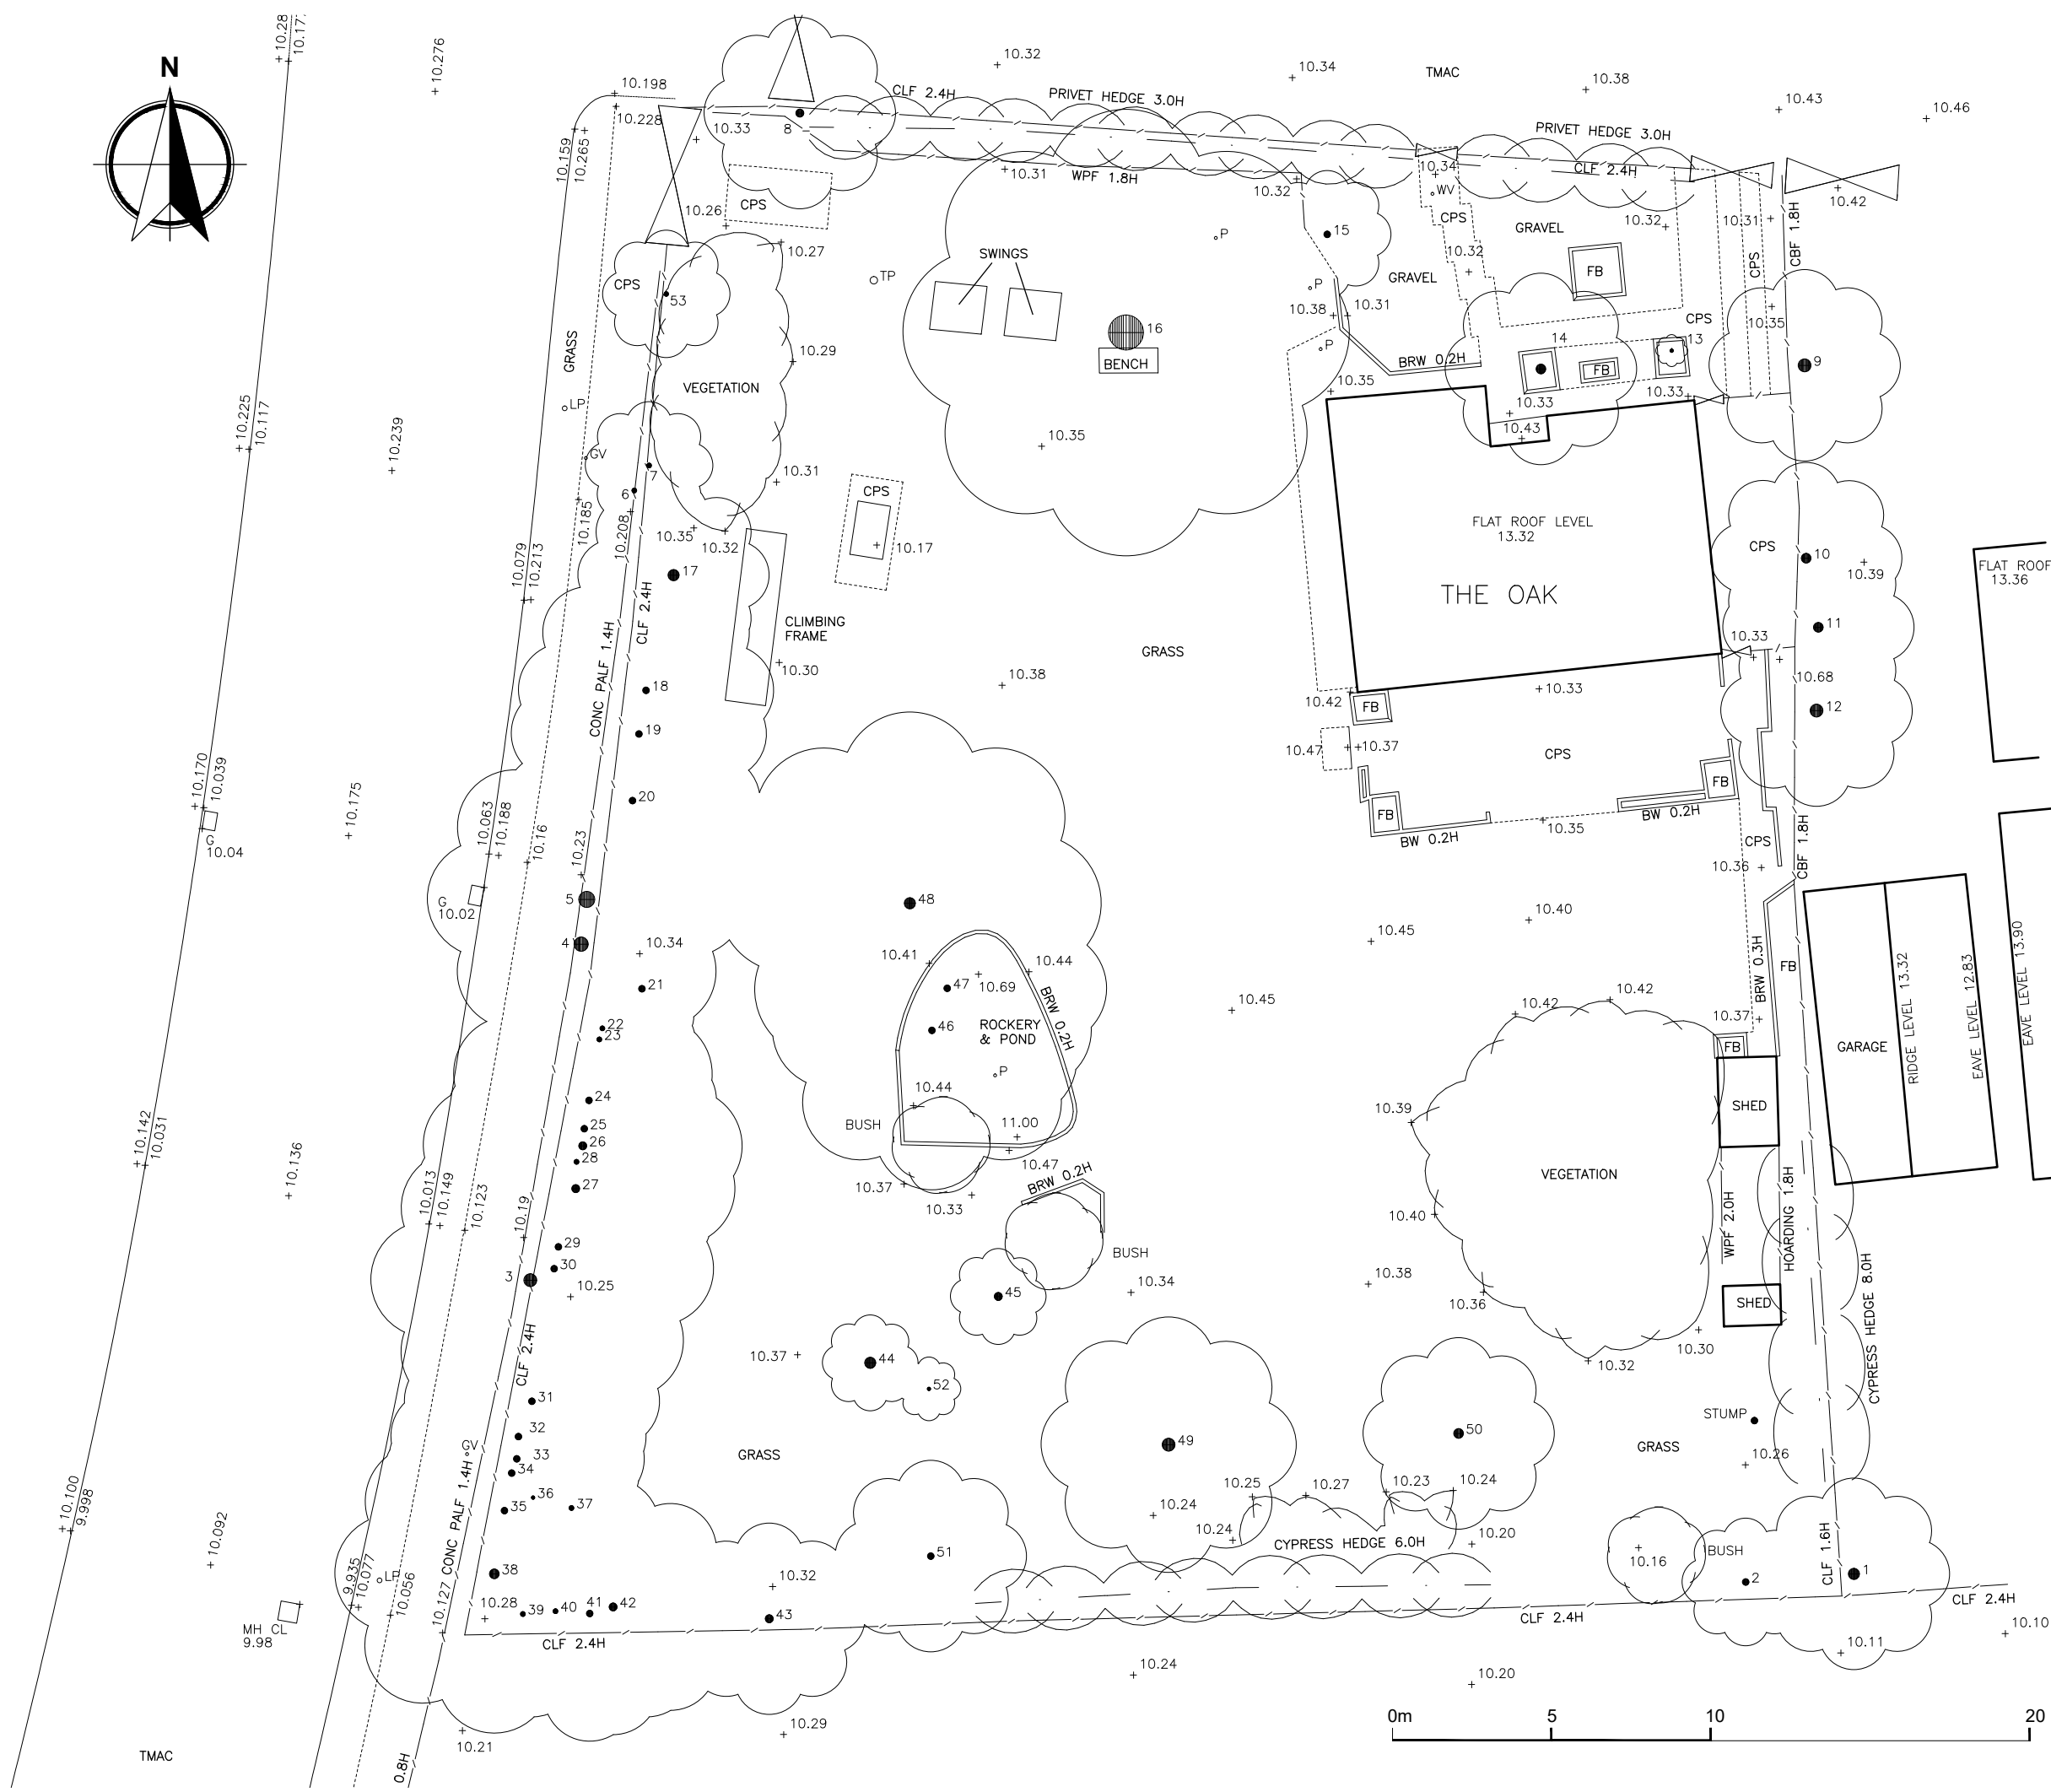 N
10.28
10.17
10.276
10.198
10.228
10.159
10.265
10.33
8
CLF 2.4H
PRIVET HEDGE 3.0H
10.32
10.34
TMAC
10.38
10.43
10.46
PRIVET HEDGE 3.0H
CLF 2.4H
10.31
WPF 1.8H
10.32
10.34
WV
CPS
10.32
10.31
10.42
CBF 1.8H
CPS
10.26
10.27
CPS
53
GRASS
TP
SWINGS
P
15
GRAVEL
GRAVEL
10.32
FB
CPS
P
10.38
10.31
CPS
10.35
16
BENCH
P
BRW 0.2H
14
FB
13
9
10.29
VEGETATION
10.35
10.33
10.33
10.43
LP
10.225
10.117
10.239
GV
7
6
10.31
10.35
10.185
10.208
10.35
10.32
CPS
10.17
FLAT ROOF LEVEL
13.32
THE OAK
CPS
10
10.39
FLAT ROOF
13.36
17
10.079
10.213
CLF 2.4H
CLIMBING
FRAME
CONC PALF 1.4H
10.30
GRASS
10.38
11
10.33
10.68
18
19
10.42
FB
10.33
12
10.47
10.37
CPS
FB
20
10.170
10.039
G
10.04
10.175
10.063
10.188
10.16
10.23
FB
BW 0.2H
10.35
BW 0.2H
CPS
10.36
CBF 1.8H
5
G
10.02
48
10.40
10.45
4
10.34
10.41
10.44
BRW 0.3H
FB
RIDGE LEVEL 13.32
EAVE LEVEL 12.83
EAVE LEVEL 13.90
21
47
10.69
10.45
10.42
10.42
10.37
22
23
46
ROCKERY
& POND
BRW 0.2H
FB
GARAGE
P
24
10.44
10.39
SHED
25
BUSH
11.00
26
10.142
10.031
10.136
28
10.47
VEGETATION
27
10.37
10.33
BRW 0.2H
10.013
10.149
10.123
10.19
10.40
WPF 2.0H
HOARDING 1.8H
29
BUSH
3
30
10.25
45
10.34
10.38
10.36
SHED
CYPRESS HEDGE 8.0H
CLF 2.4H
10.37
44
52
10.32
10.30
31
32
GV
33
34
GRASS
49
50
STUMP
GRASS
10.26
CONC PALF 1.4H
36
35
37
10.100
9.998
10.092
10.25
10.27
10.23
10.24
10.24
10.24
10.20
CYPRESS HEDGE 6.0H
51
10.16
BUSH
CLF 1.6H
38
LP
9.935
10.077
10.056
10.127
10.28
39
40
41
42
10.32
43
2
1
MH CL
9.98
CLF 2.4H
CLF 2.4H
CLF 2.4H
10.10
10.11
10.24
10.20
10.21
10.29
0.8H
TMAC
0m
5
10
20